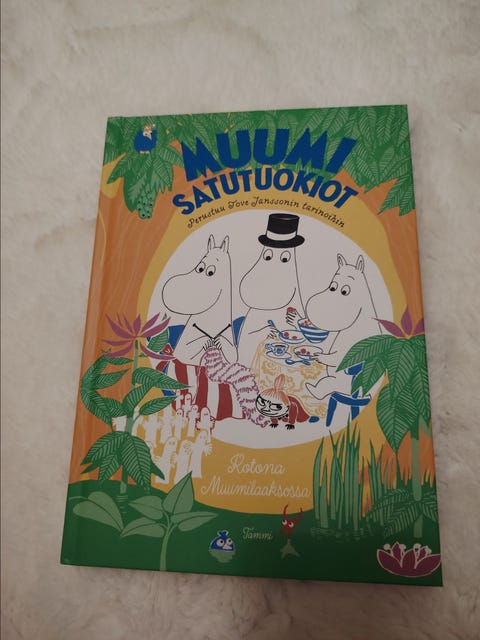 MUUMI
SATUTUOKIOT
Perustuu Tove Janssonin tarinoihin
Kotona
Muumilaaksossa
Tammi